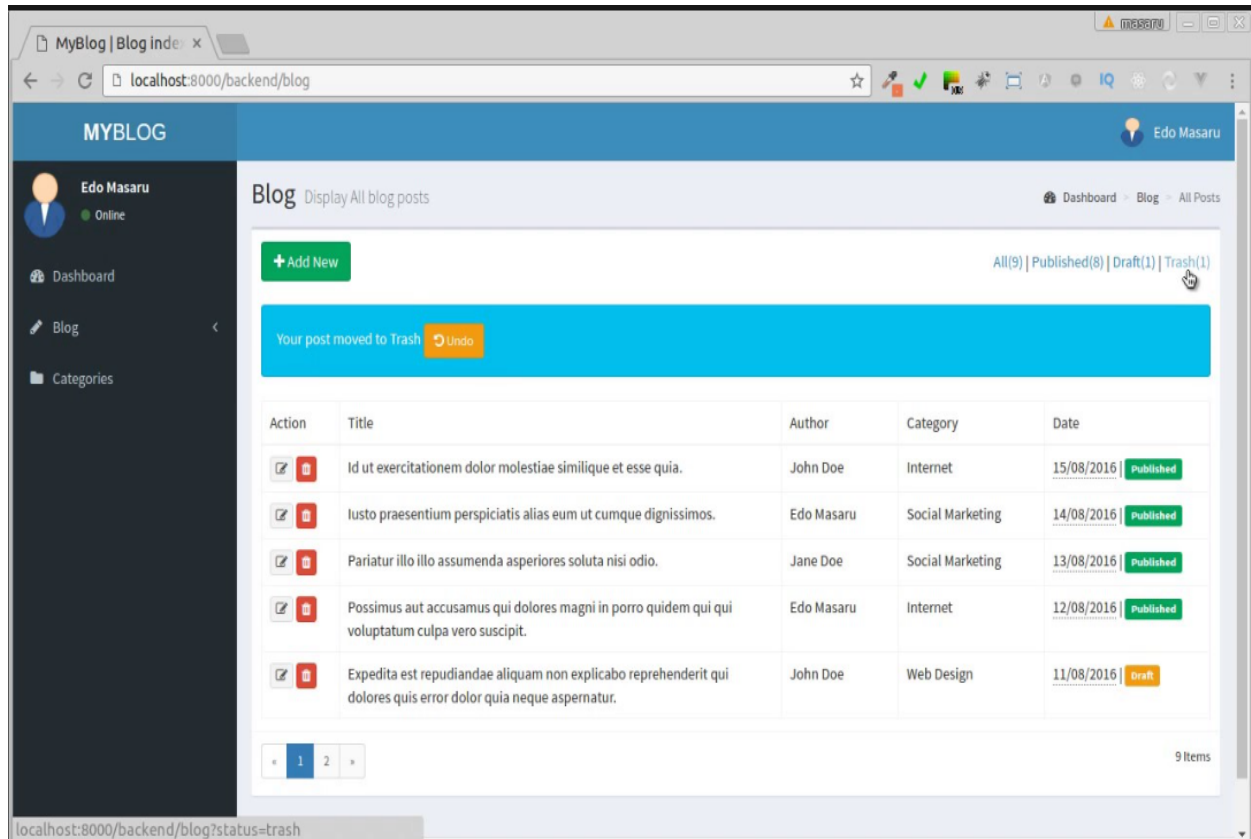 masaru
MyBlog | Blog inde
localhost:8000/backend/blog
IQ
MYBLOG
Edo Masaru
Edo Masaru
Online
Blog Display All blog posts
Dashboard > Blog > All Posts
Dashboard
Blog
Categories
+ Add New
All(9) | Published(8) | Draft(1) | Trash(1)
Your post moved to Trash Undo
Action Title Author Category Date
Id ut exercitationem dolor molestiae similique et esse quia. John Doe Internet 15/08/2016 | Published
Iusto praesentium perspiciatis alias eum ut cumque dignissimos. Edo Masaru Social Marketing 14/08/2016 | Published
Pariatur illo illo assumenda asperiores soluta nisi odio. Jane Doe Social Marketing 13/08/2016 | Published
Possimus aut accusamus qui dolores magni in porro quidem qui qui Edo Masaru Internet 12/08/2016 | Published
voluptatum culpa vero suscipit.
Expedita est repudiandae aliquam non explicabo reprehenderit qui John Doe Web Design 11/08/2016 | Draft
dolores quis error dolor quia neque aspernatur.
« 1 2 » 9 Items
localhost:8000/backend/blog?status=trash